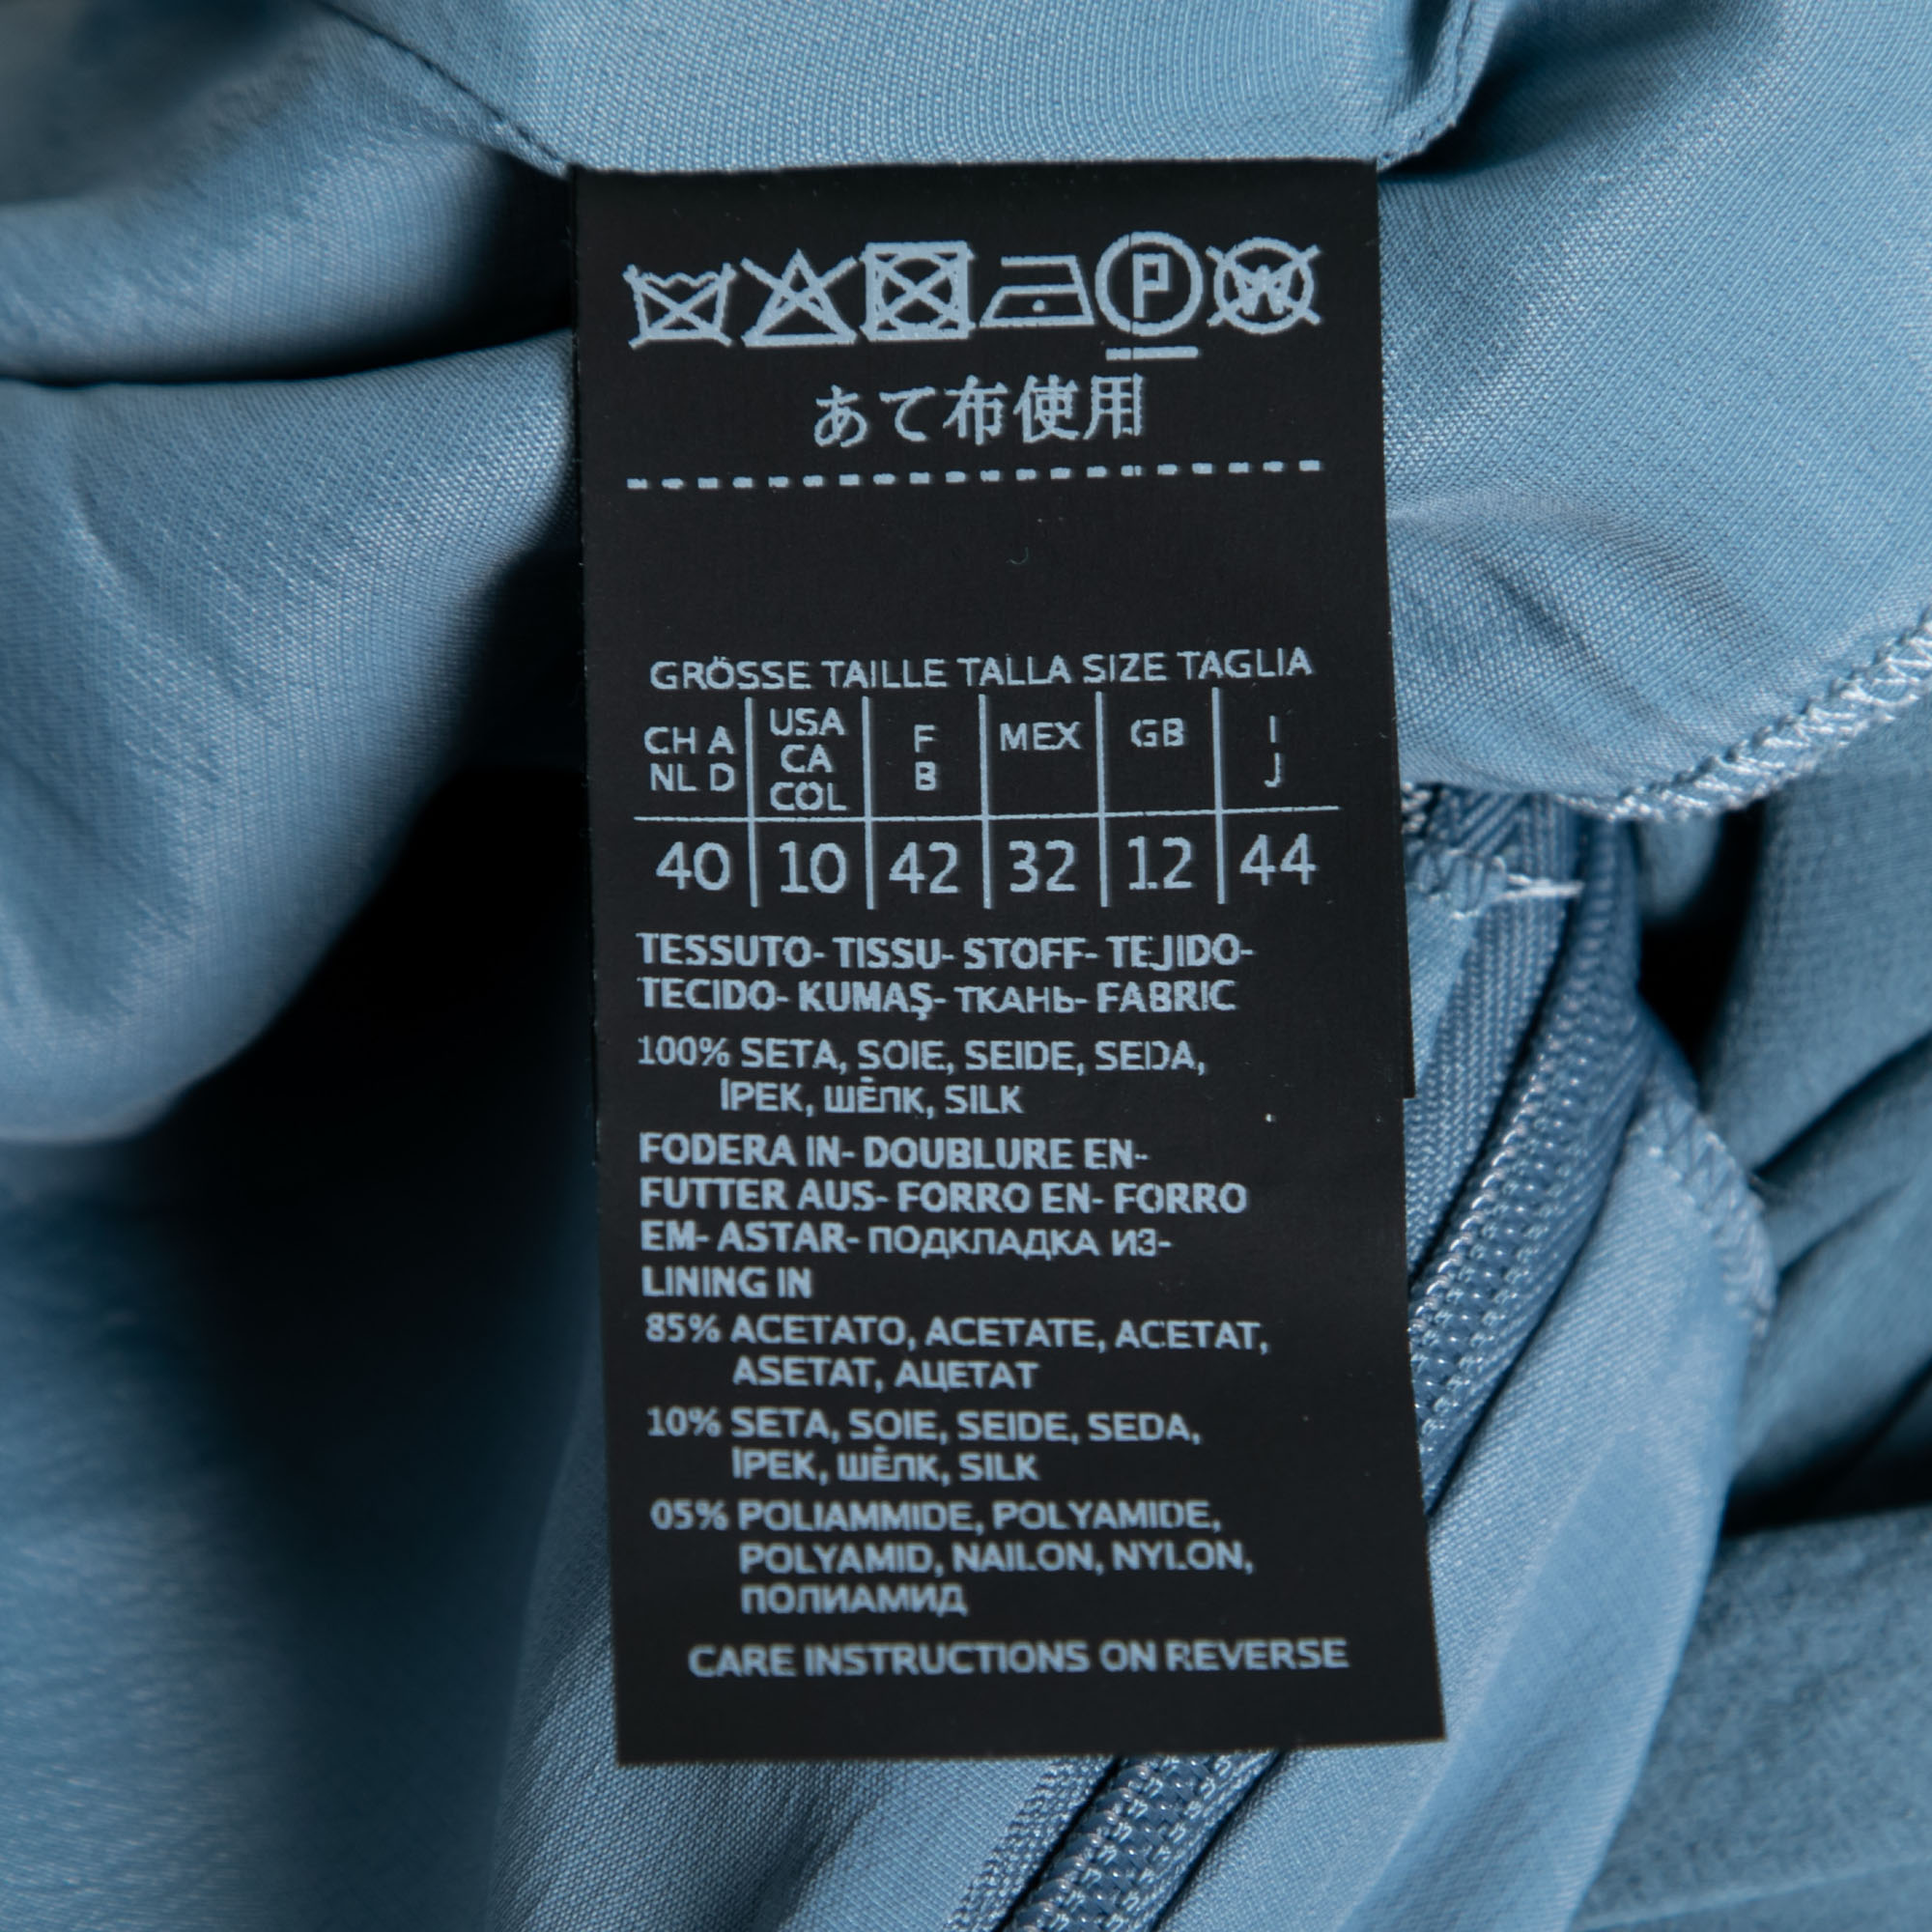 P W
あて布使用
GRÖSSE TAILLE TALLA SIZE TAGLIA
CH A NL D USA CA COL F B MEX GB I J
40 10 42 32 12 44
TESSUTO- TISSU- STOFF- TEJIDO-
TECIDO- KUMAŞ- ТКАНЬ- FABRIC
100% SETA, SOIE, SEIDE, SEDA,
İPEK, ШЁЛК, SILK
FODERA IN- DOUBLURE EN-
FUTTER AUS- FORRO EN- FORRO
EM- ASTAR- ПОДКЛАДКА ИЗ-
LINING IN
85% ACETATO, ACETATE, ACETAT,
ASETAT, АЦЕТАТ
10% SETA, SOIE, SEIDE, SEDA,
İPEK, ШЁЛК, SILK
05% POLIAMMIDE, POLYAMIDE,
POLYAMID, NAILON, NYLON,
ПОЛИАМИД
CARE INSTRUCTIONS ON REVERSE